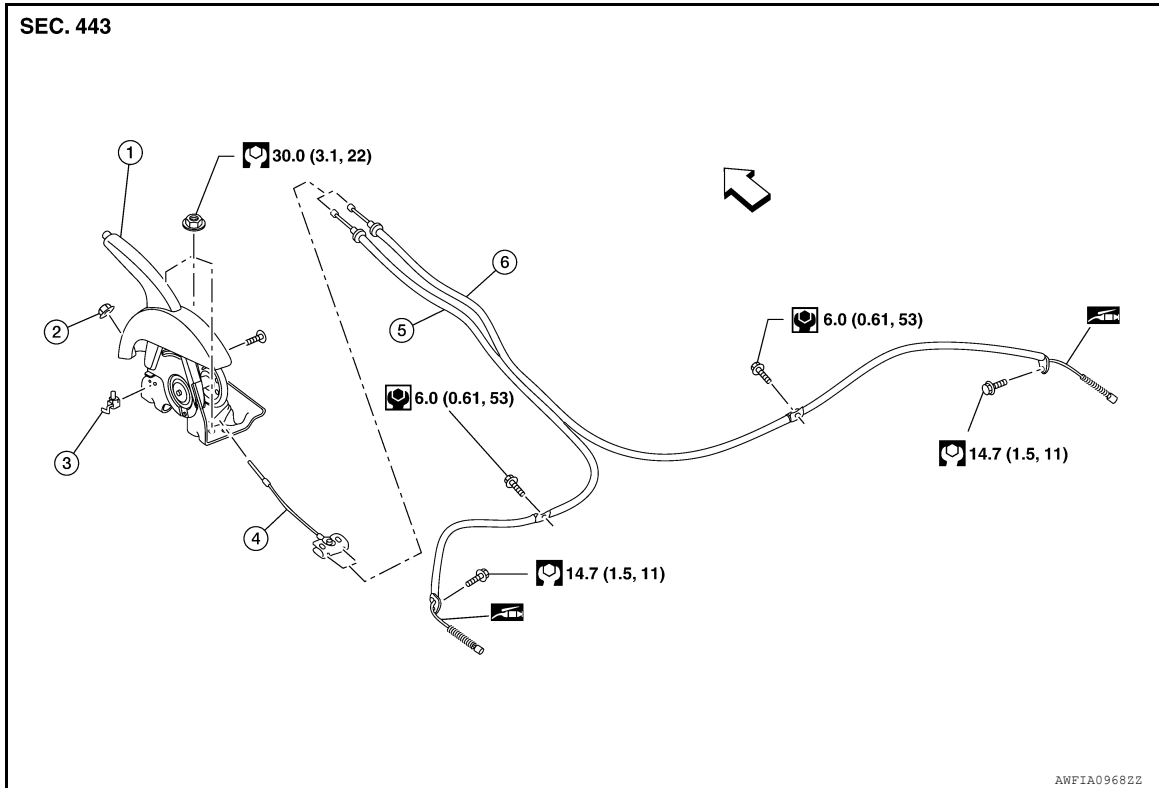 SEC. 443
1
30.0 (3.1, 22)
2
3
4
5
6
6.0 (0.61, 53)
6.0 (0.61, 53)
14.7 (1.5, 11)
14.7 (1.5, 11)
AWFIA0968ZZ